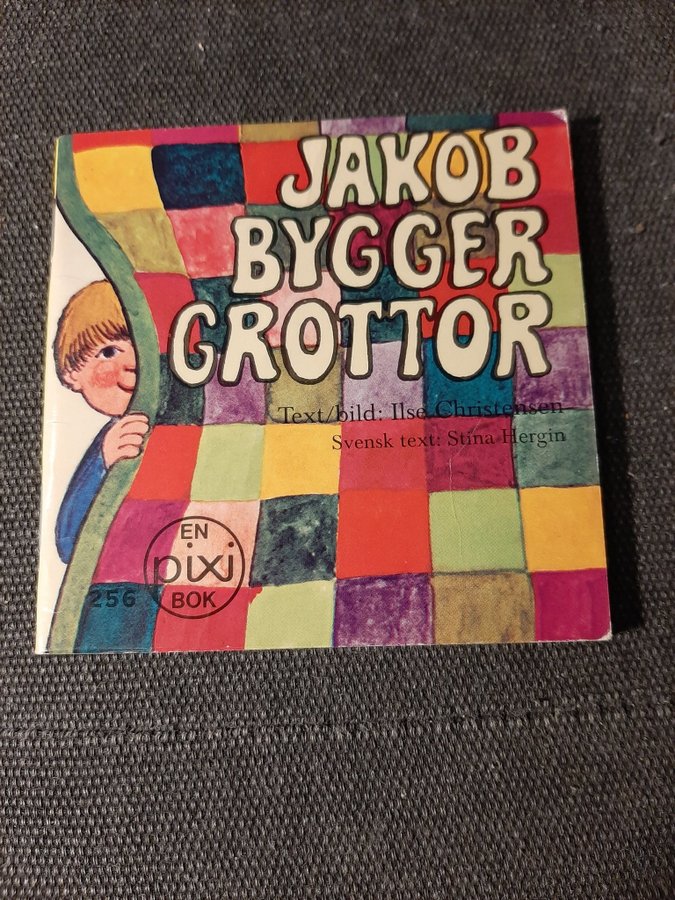 JAKOB
BYGGER
GROTTOR
Text/bild: Ilse Christensen
Svensk text: Stina Hergin
EN
pixi
BOK
256